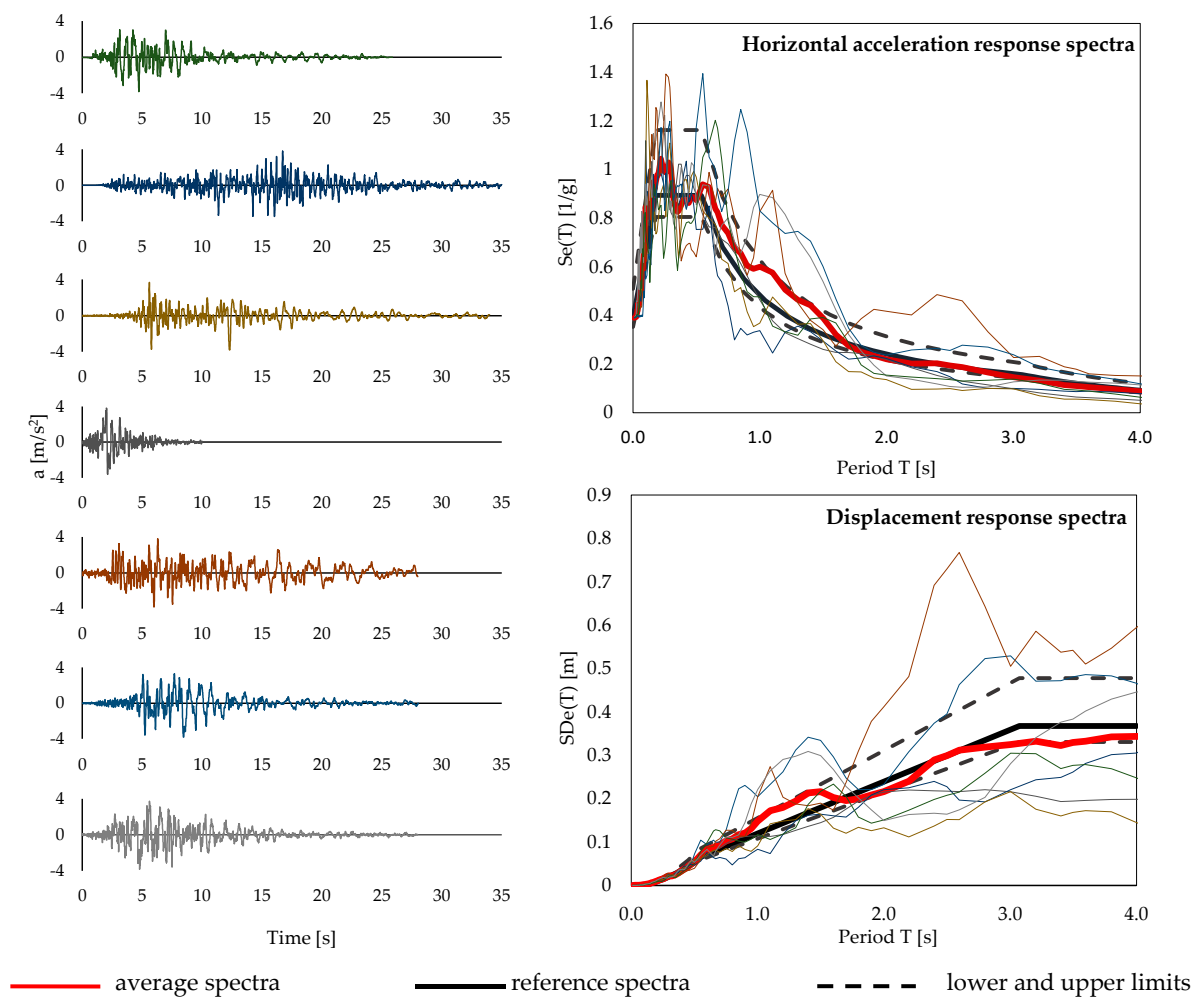 4
0
-4
0 5 10 15 20 25 30 35
4
0
-4
0 5 10 15 20 25 30 35
4
0
-4
0 5 10 15 20 25 30 35
4
0
-4
0 5 10 15 20 25 30 35
4
0
-4
0 5 10 15 20 25 30 35
4
0
-4
0 5 10 15 20 25 30 35
4
0
-4
0 5 10 15 20 25 30 35
a [m/s²]
Time [s]
Horizontal acceleration response spectra
1.6
1.4
1.2
1
0.8
0.6
0.4
0.2
0
Se(T) [1/g]
0.0 1.0 2.0 3.0 4.0
Period T [s]
Displacement response spectra
0.9
0.8
0.7
0.6
0.5
0.4
0.3
0.2
0.1
0
SDe(T) [m]
0.0 1.0 2.0 3.0 4.0
Period T [s]
average spectra
reference spectra
lower and upper limits